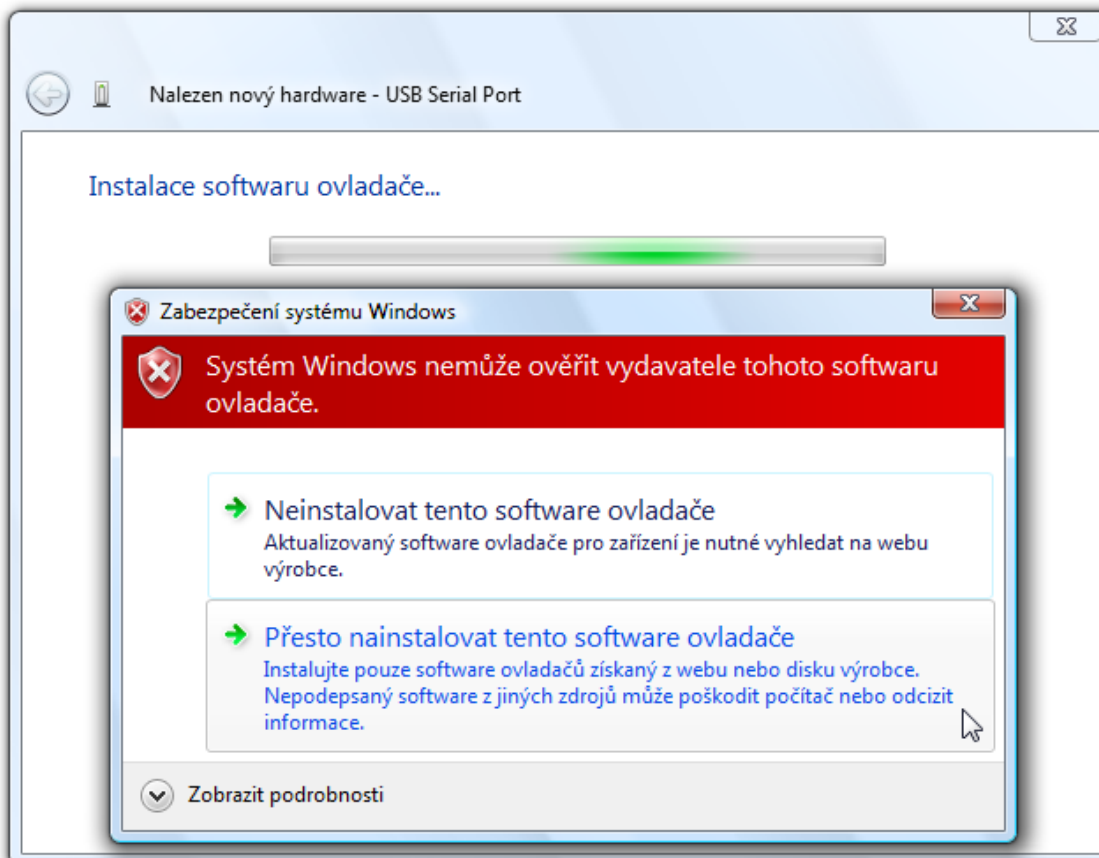 Nalezen nový hardware - USB Serial Port
Instalace softwaru ovladače...
Zabezpečení systému Windows
Systém Windows nemůže ověřit vydavatele tohoto softwaru
ovladače.
Neinstalovat tento software ovladače
Aktualizovaný software ovladače pro zařízení je nutné vyhledat na webu
výrobce.
Přesto nainstalovat tento software ovladače
Instalujte pouze software ovladačů získaný z webu nebo disku výrobce.
Nepodepsaný software z jiných zdrojů může poškodit počítač nebo odcizit
informace.
Zobrazit podrobnosti